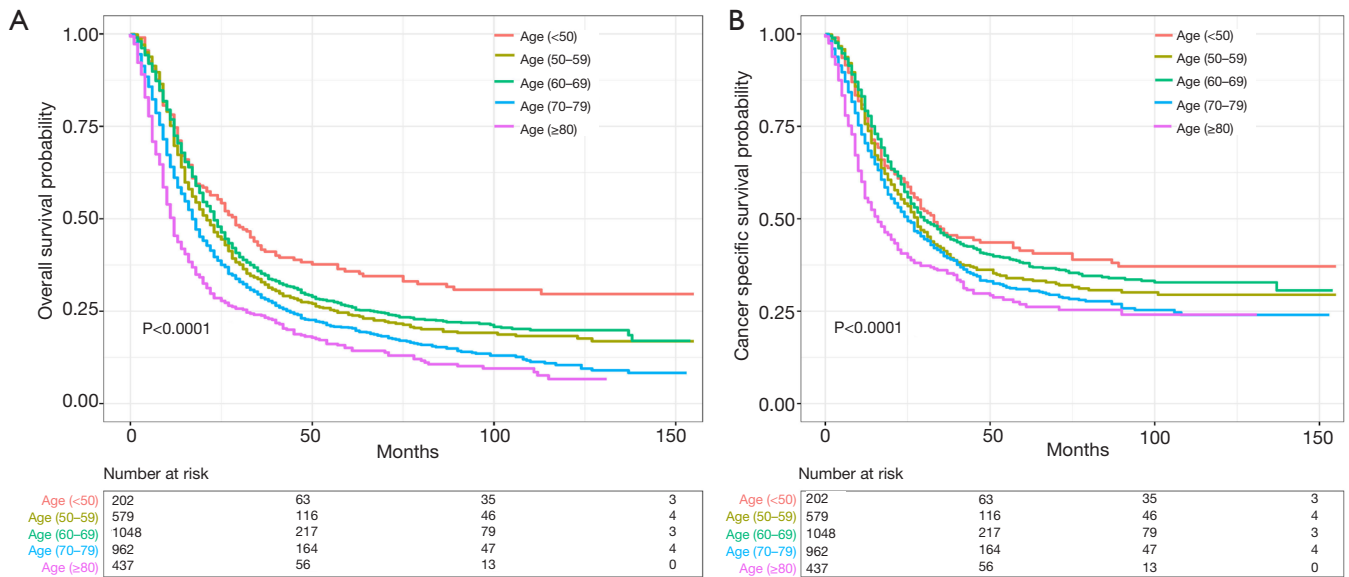 A
Overall survival probability
1.00
0.75
0.50
0.25
0.00
Age (<50)
Age (50–59)
Age (60–69)
Age (70–79)
Age (≥80)
P<0.0001
0 50 100 150
Months
Number at risk
Age (<50) 202 63 35 3
Age (50–59) 579 116 46 4
Age (60–69) 1048 217 79 3
Age (70–79) 962 164 47 4
Age (≥80) 437 56 13 0
B
Cancer specific survival probability
1.00
0.75
0.50
0.25
0.00
Age (<50)
Age (50–59)
Age (60–69)
Age (70–79)
Age (≥80)
P<0.0001
0 50 100 150
Months
Number at risk
Age (<50) 202 63 35 3
Age (50–59) 579 116 46 4
Age (60–69) 1048 217 79 3
Age (70–79) 962 164 47 4
Age (≥80) 437 56 13 0